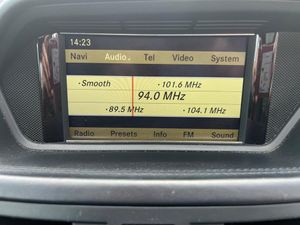 14:23
Navi Audio Tel Video System
•Smooth •101.6 MHz
94.0 MHz
•89.5 MHz •104.1 MHz
Radio Presets Info FM Sound